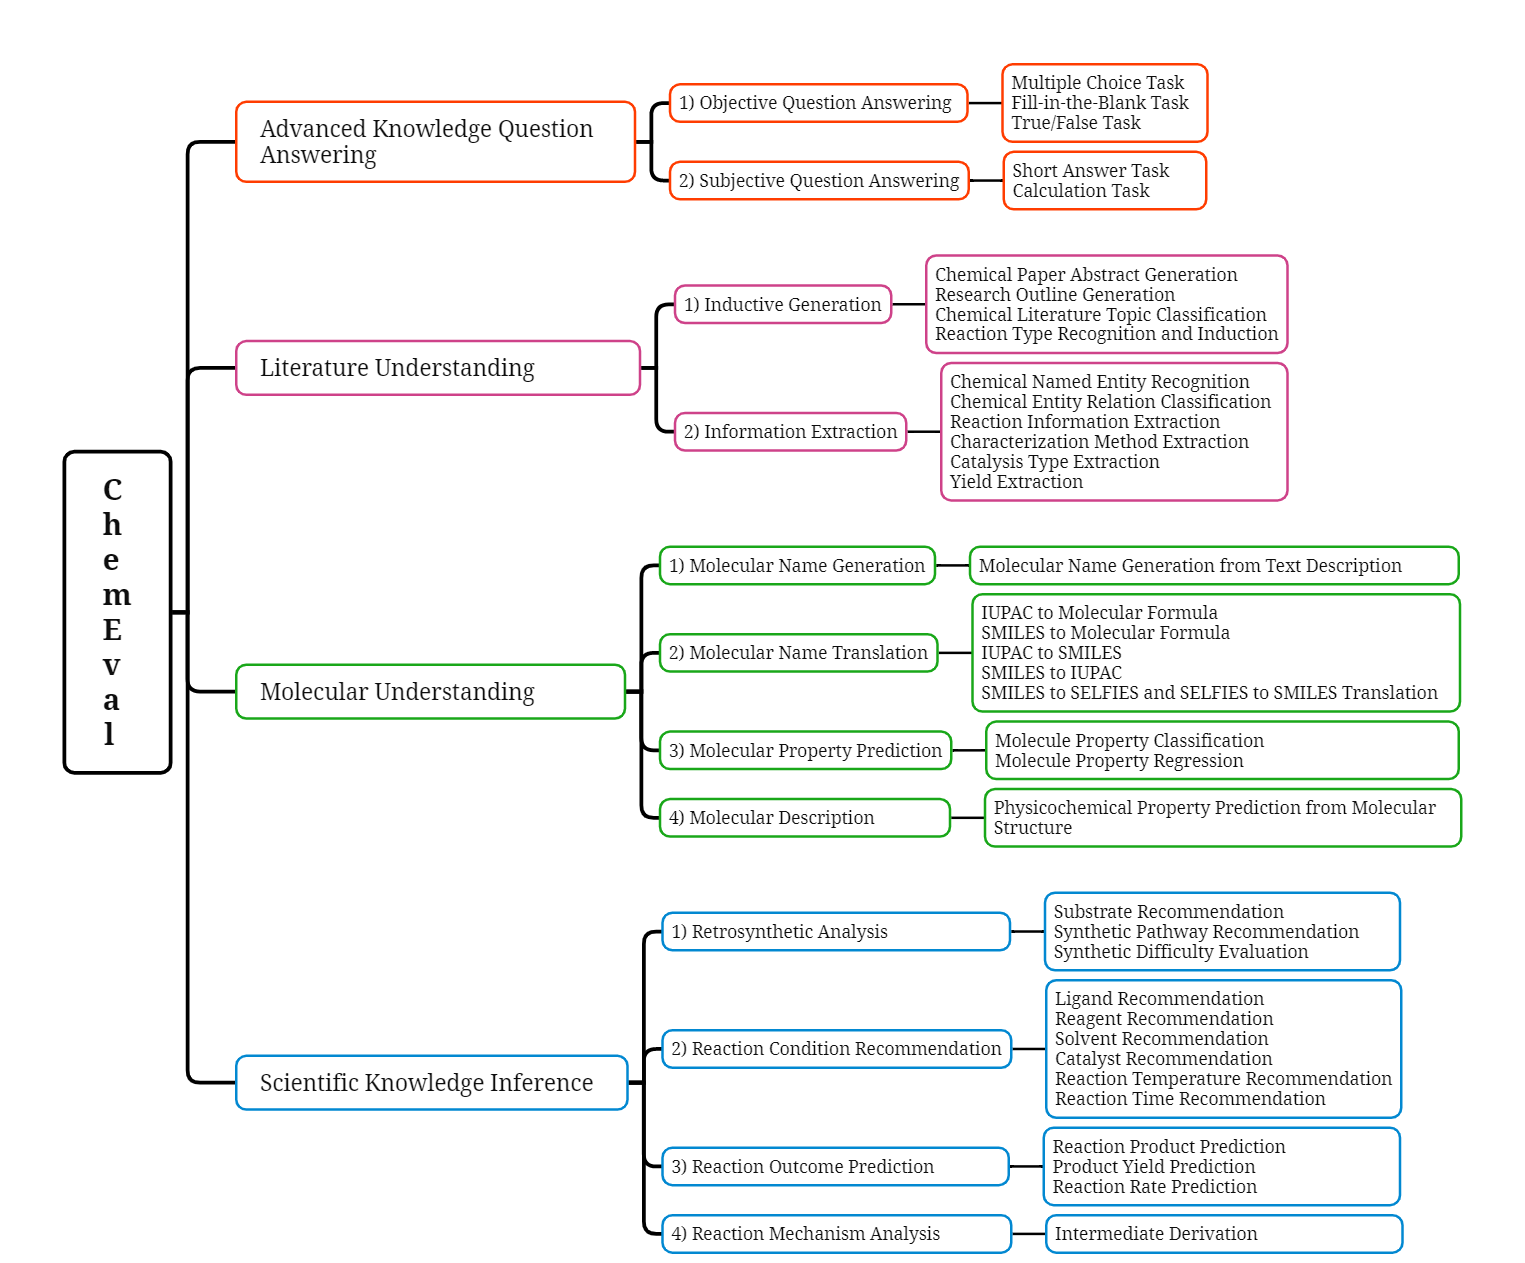 ChemEval
Advanced Knowledge Question
Answering
1) Objective Question Answering
Multiple Choice Task
Fill-in-the-Blank Task
True/False Task
2) Subjective Question Answering
Short Answer Task
Calculation Task
Literature Understanding
1) Inductive Generation
Chemical Paper Abstract Generation
Research Outline Generation
Chemical Literature Topic Classification
Reaction Type Recognition and Induction
2) Information Extraction
Chemical Named Entity Recognition
Chemical Entity Relation Classification
Reaction Information Extraction
Characterization Method Extraction
Catalysis Type Extraction
Yield Extraction
Molecular Understanding
1) Molecular Name Generation
Molecular Name Generation from Text Description
2) Molecular Name Translation
IUPAC to Molecular Formula
SMILES to Molecular Formula
IUPAC to SMILES
SMILES to IUPAC
SMILES to SELFIES and SELFIES to SMILES Translation
3) Molecular Property Prediction
Molecule Property Classification
Molecule Property Regression
4) Molecular Description
Physicochemical Property Prediction from Molecular
Structure
Scientific Knowledge Inference
1) Retrosynthetic Analysis
Substrate Recommendation
Synthetic Pathway Recommendation
Synthetic Difficulty Evaluation
2) Reaction Condition Recommendation
Ligand Recommendation
Reagent Recommendation
Solvent Recommendation
Catalyst Recommendation
Reaction Temperature Recommendation
Reaction Time Recommendation
3) Reaction Outcome Prediction
Reaction Product Prediction
Product Yield Prediction
Reaction Rate Prediction
4) Reaction Mechanism Analysis
Intermediate Derivation